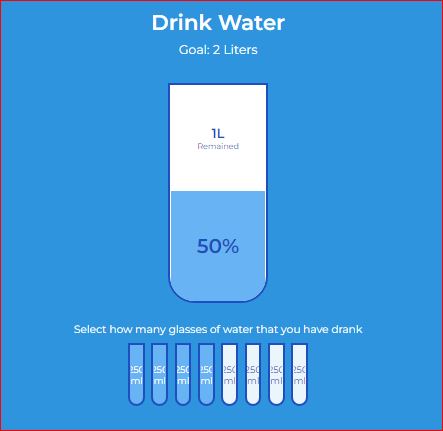 Drink Water
Goal: 2 Liters
1L
Remained
50%
Select how many glasses of water that you have drank
250 250 250 250 250 250 250 250
ml ml ml ml ml ml ml ml